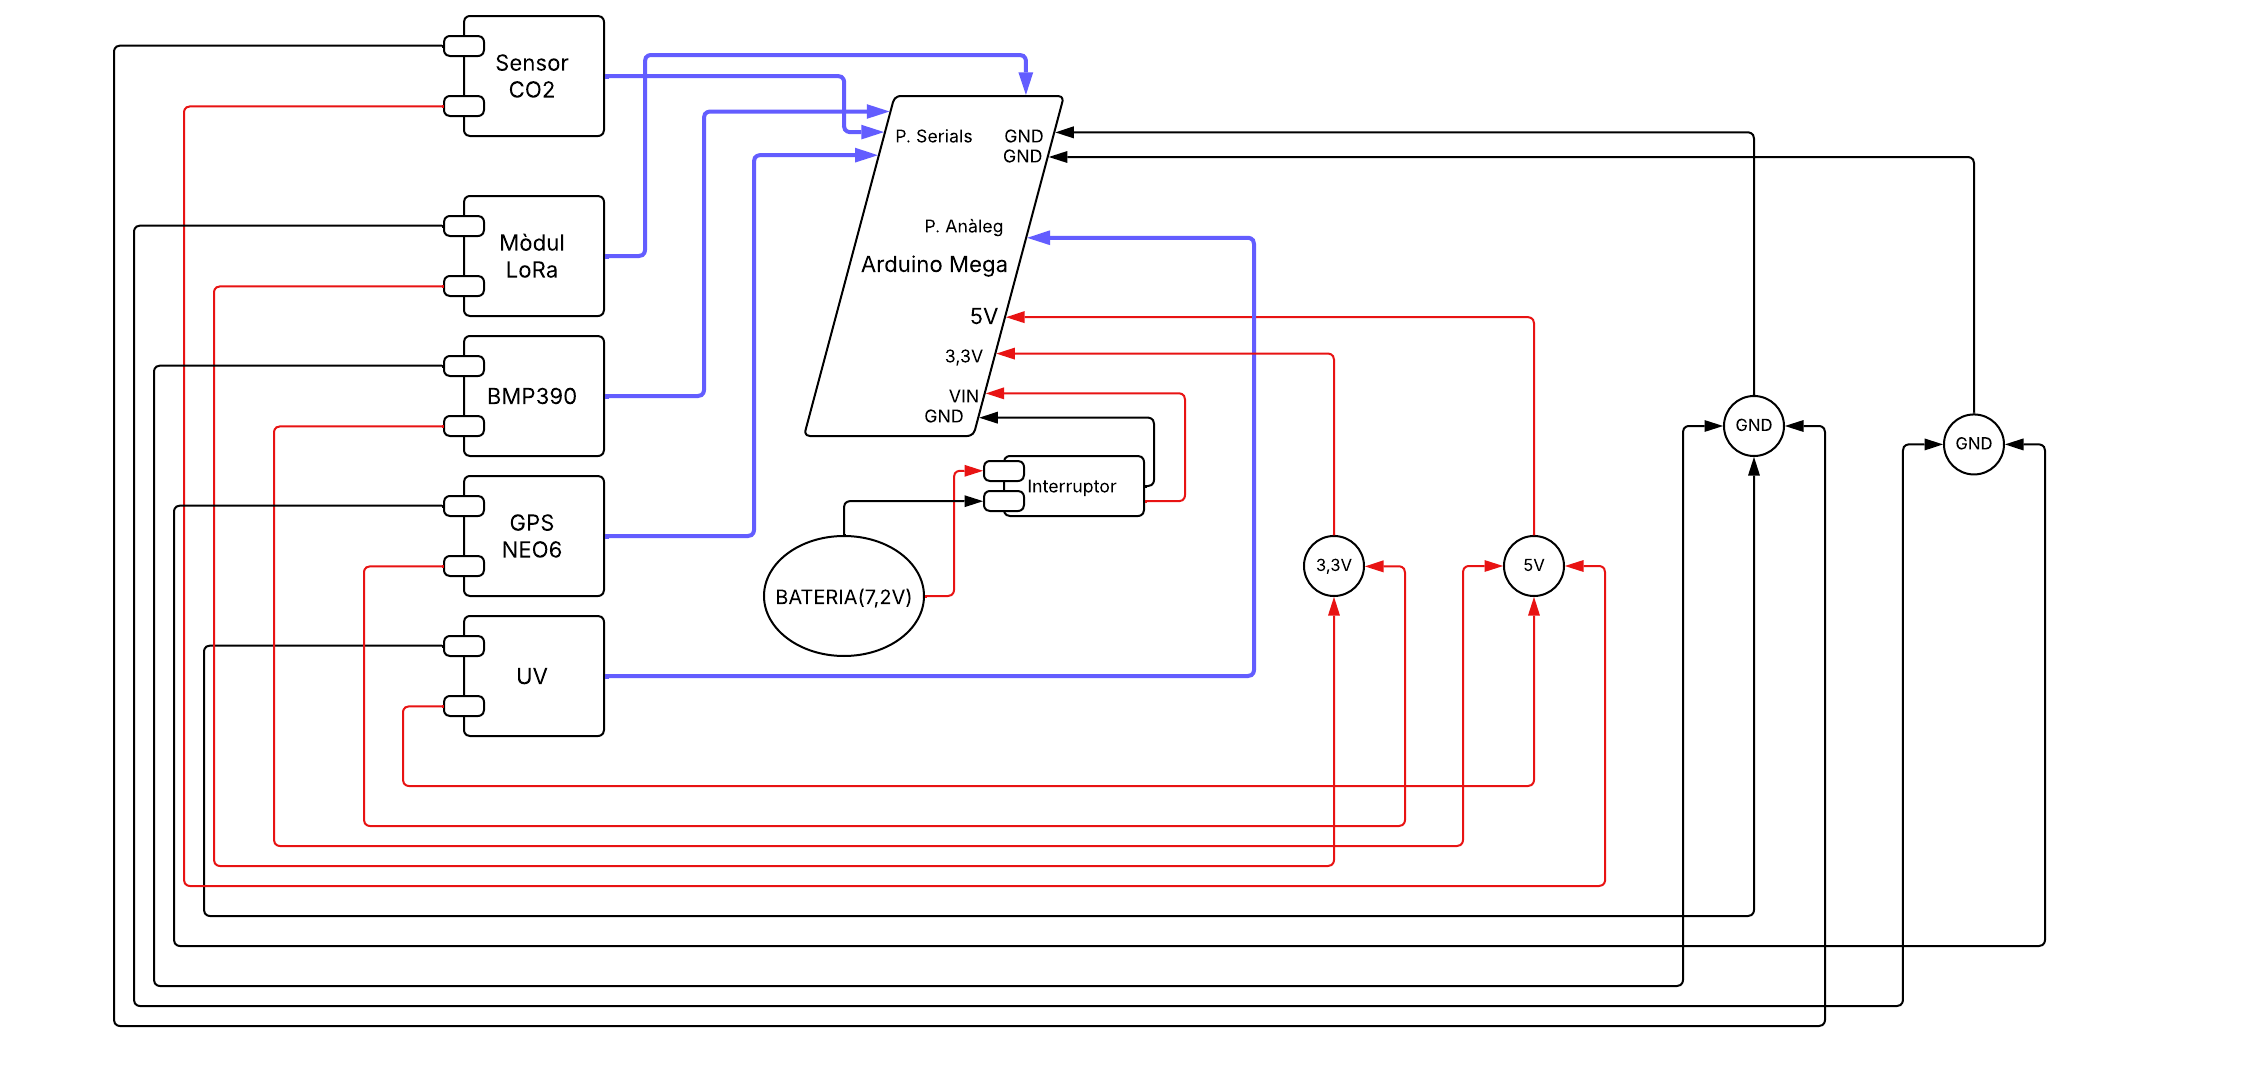 Sensor
CO2
Mòdul
LoRa
BMP390
GPS
NEO6
UV
P. Serials
GND
GND
P. Anàleg
Arduino Mega
5V
3,3V
VIN
GND
Interruptor
BATERIA(7,2V)
3,3V
5V
GND
GND